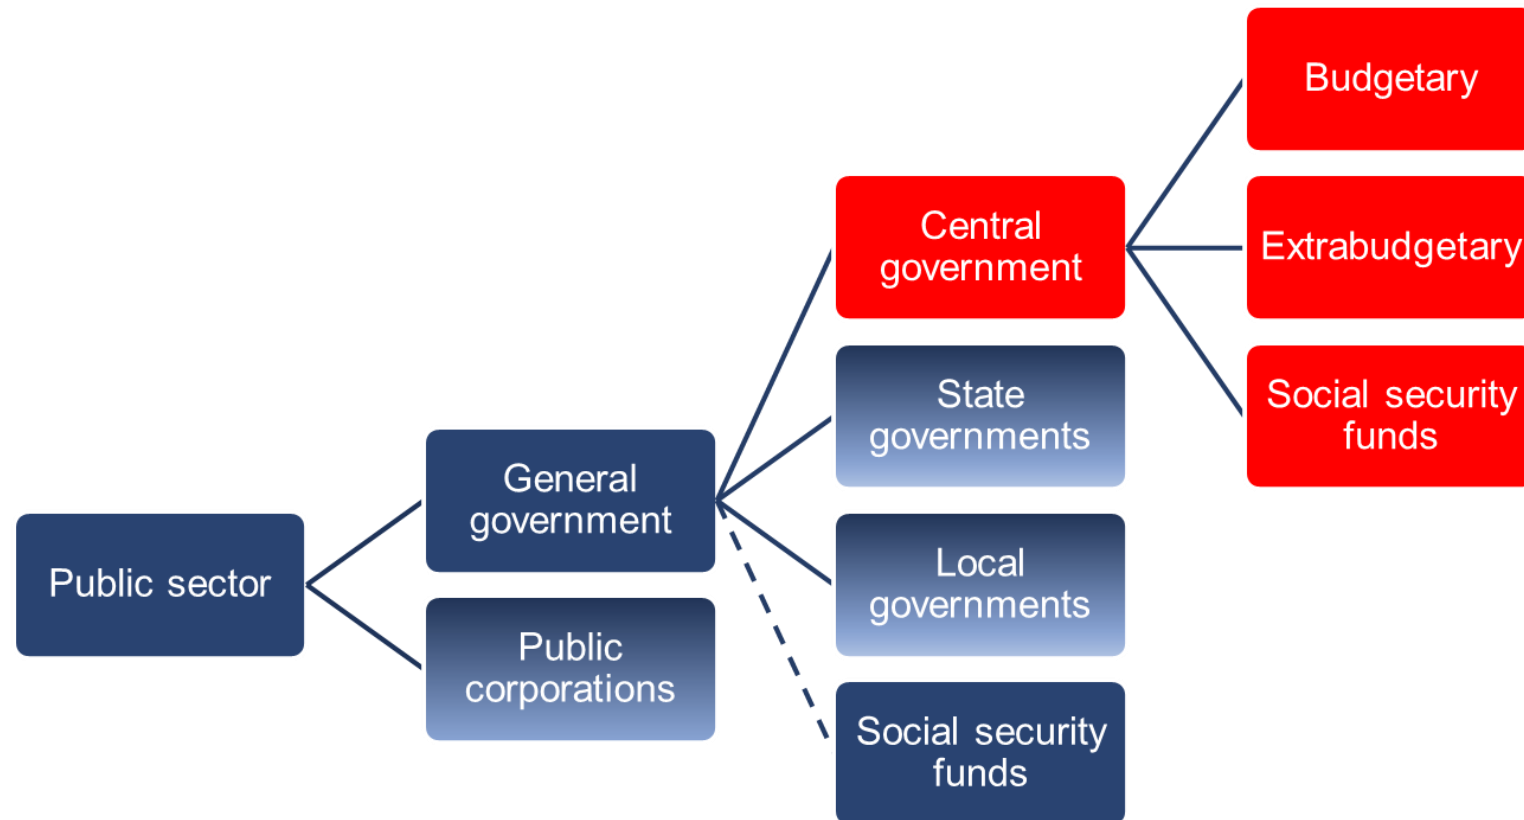 Public sector
General
government
Public
corporations
Central
government
State
governments
Local
governments
Social security
funds
Budgetary
Extrabudgetary
Social security
funds